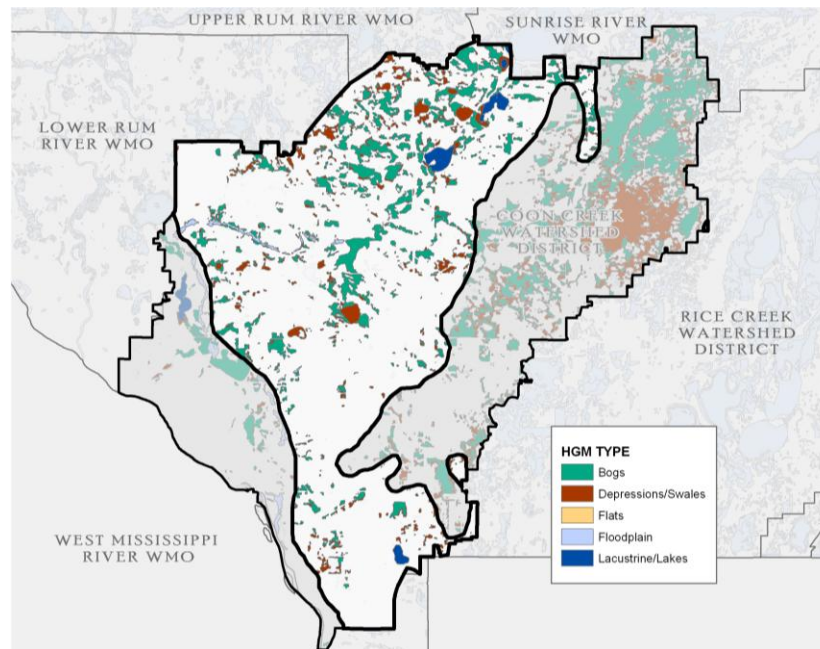 UPPER RUM RIVER WMO
SUNRISE RIVER
WMO
LOWER RUM
RIVER WMO
COON CREEK
WATERSHED
DISTRICT
RICE CREEK
WATERSHED
DISTRICT
WEST MISSISSIPPI
RIVER WMO
HGM TYPE
Bogs
Depressions/Swales
Flats
Floodplain
Lacustrine/Lakes